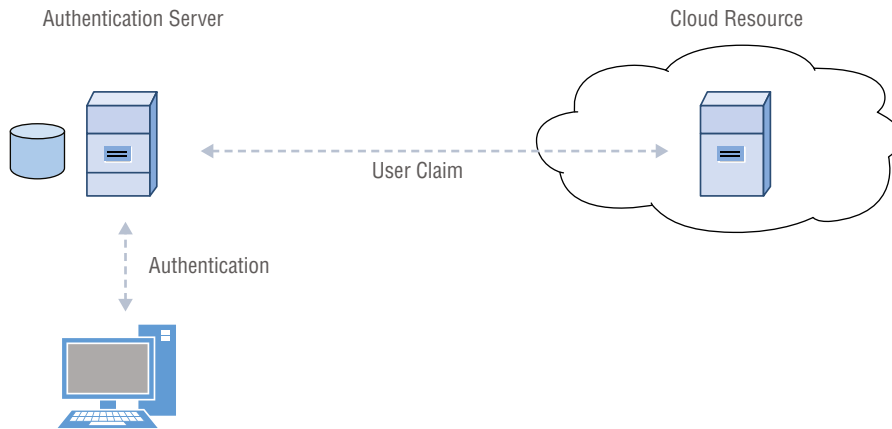 Authentication Server
Cloud Resource
User Claim
Authentication